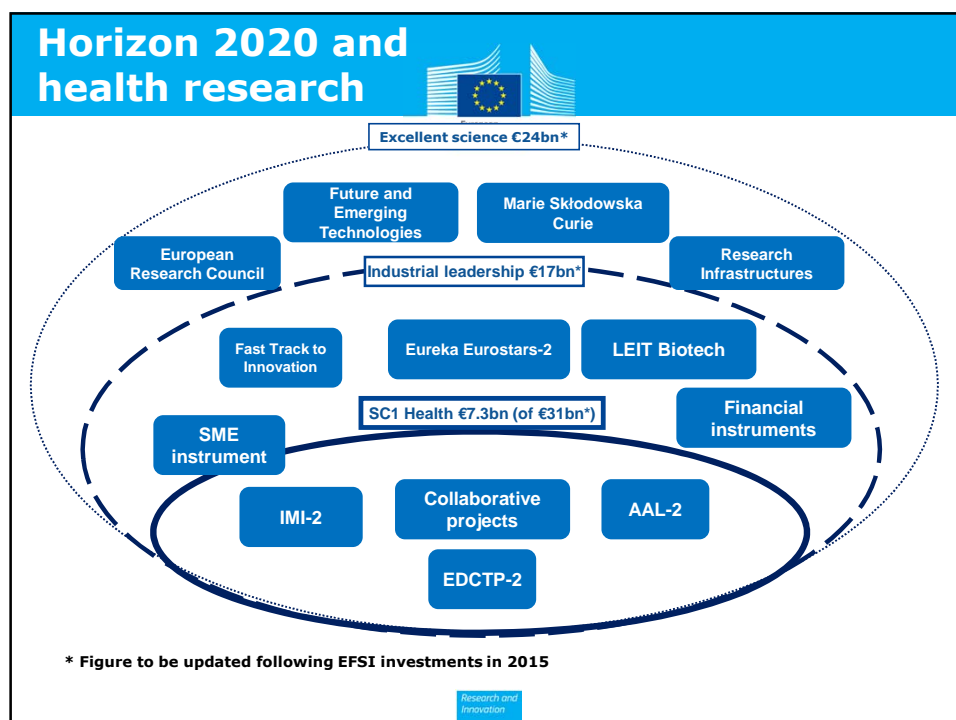 Horizon 2020 and
health research
Excellent science €24bn*
Future and
Emerging
Technologies
Marie Skłodowska
Curie
European
Research Council
Research
Infrastructures
Industrial leadership €17bn*
Fast Track to
Innovation
Eureka Eurostars-2
LEIT Biotech
SC1 Health €7.3bn (of €31bn*)
Financial
instruments
SME
instrument
IMI-2
Collaborative
projects
AAL-2
EDCTP-2
* Figure to be updated following EFSI investments in 2015
Research and
Innovation